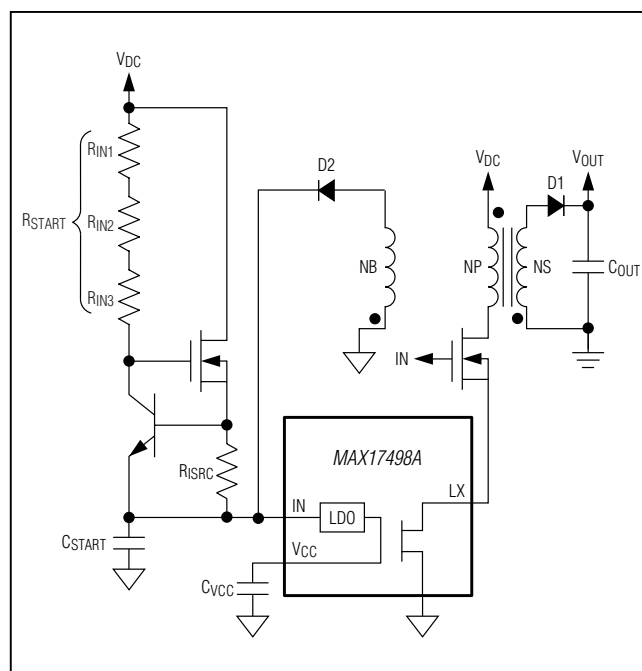 VDC
RIN1
RSTART
RIN2
RIN3
D2
NB
VDC
VOUT
D1
NP
NS
COUT
IN
RISRC
MAX17498A
LX
IN
LDO
VCC
CSTART
CVCC